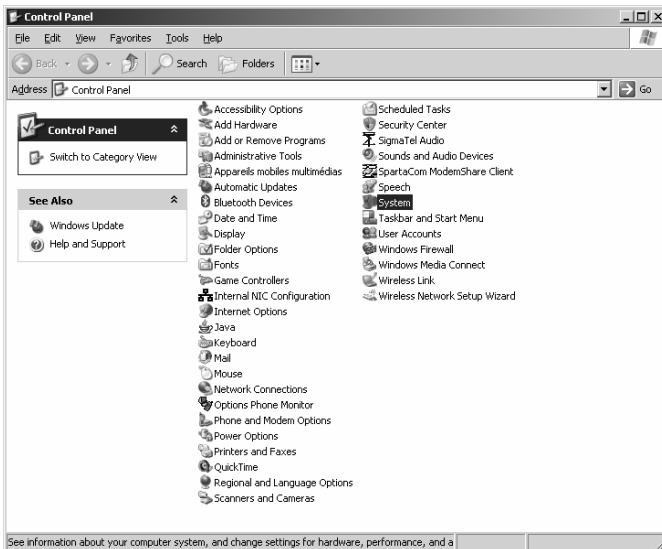 Control Panel
File Edit View Favorites Tools Help
Back Search Folders
Address Control Panel Go
Control Panel
Switch to Category View
See Also
Windows Update
Help and Support
Accessibility Options
Add Hardware
Add or Remove Programs
Administrative Tools
Appareils mobiles multimédias
Automatic Updates
Bluetooth Devices
Date and Time
Display
Folder Options
Fonts
Game Controllers
Internal NIC Configuration
Internet Options
Java
Keyboard
Mail
Mouse
Network Connections
Options Phone Monitor
Phone and Modem Options
Power Options
Printers and Faxes
QuickTime
Regional and Language Options
Scanners and Cameras
Scheduled Tasks
Security Center
SigmaTel Audio
Sounds and Audio Devices
SpartaCom ModemShare Client
Speech
System
Taskbar and Start Menu
User Accounts
Windows Firewall
Windows Media Connect
Wireless Link
Wireless Network Setup Wizard
See information about your computer system, and change settings for hardware, performance, and a